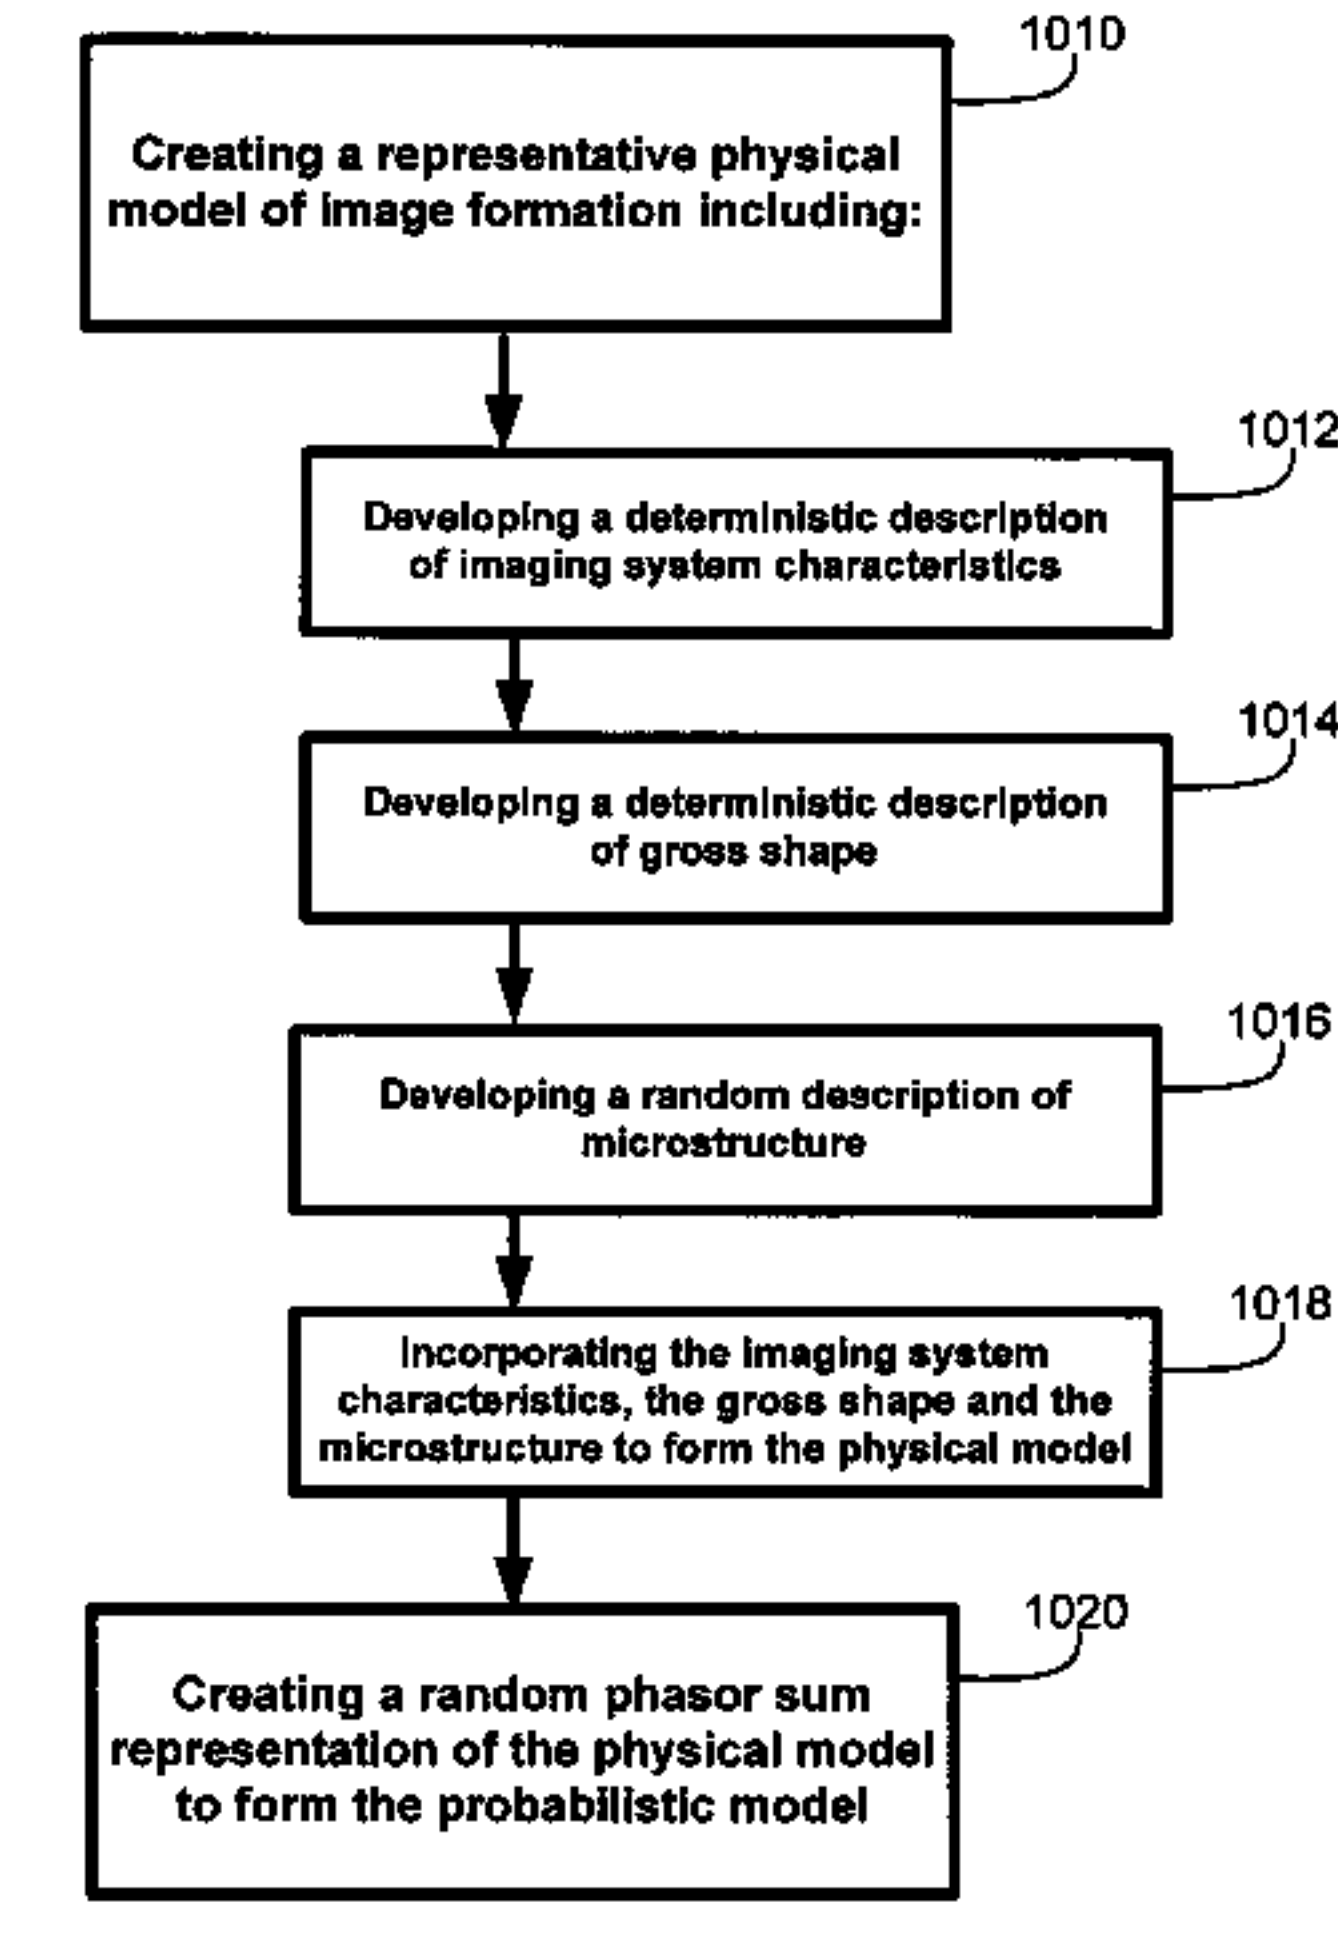 1010
Creating a representative physical
model of image formation including:
1012
Developing a deterministic description
of imaging system characteristics
1014
Developing a deterministic description
of gross shape
1016
Developing a random description of
microstructure
1018
Incorporating the imaging system
characteristics, the gross shape and the
microstructure to form the physical model
1020
Creating a random phasor sum
representation of the physical model
to form the probabilistic model